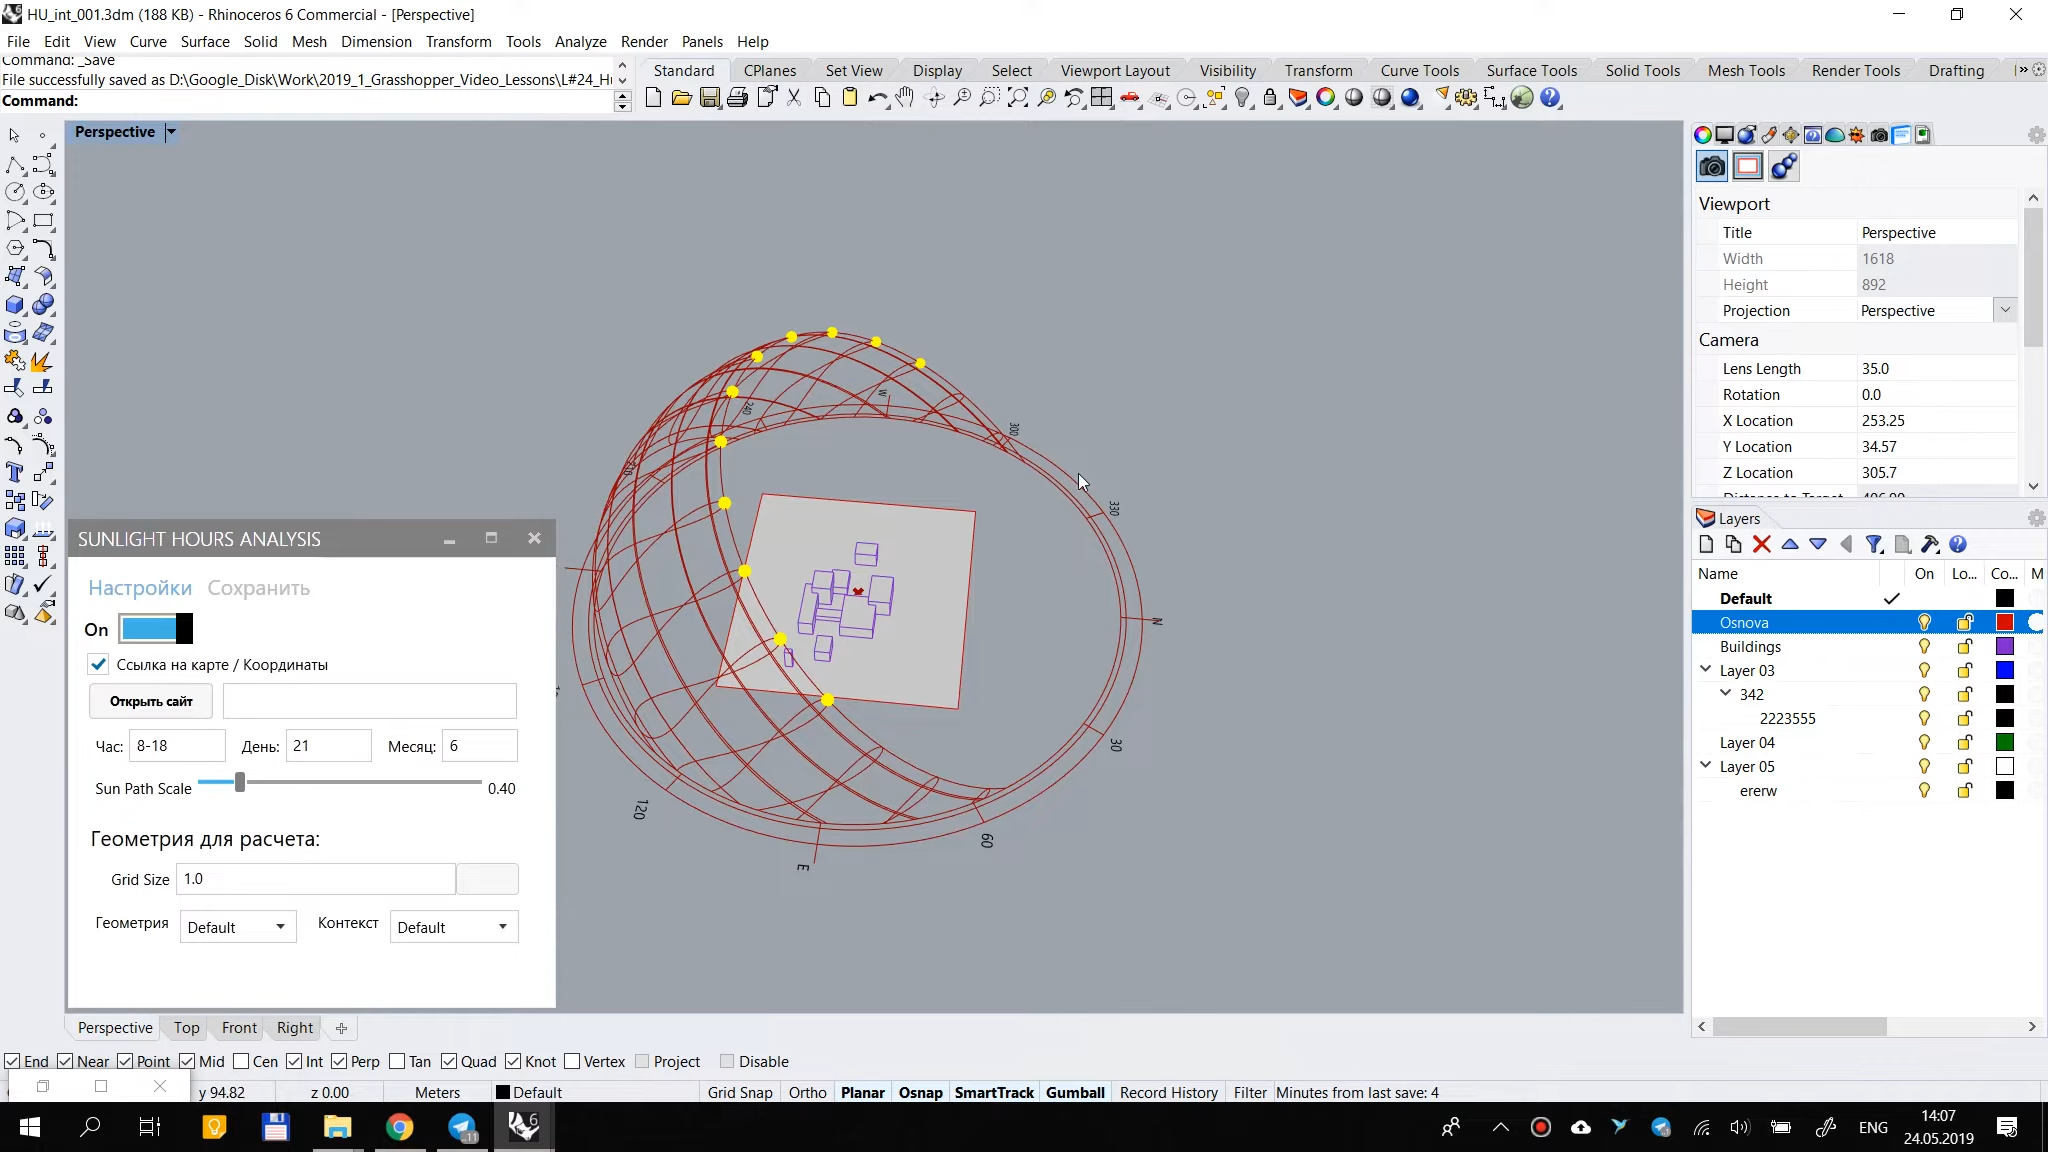 HU_int_001.3dm (188 KB) - Rhinoceros 6 Commercial - [Perspective]
File Edit View Curve Surface Solid Mesh Dimension Transform Tools Analyze Render Panels Help
Command: _Save
File successfully saved as D:\Google_Disk\Work\2019_1_Grasshopper_Video_Lessons\L#24_H
Command:
Standard CPlanes Set View Display Select Viewport Layout Visibility Transform Curve Tools Surface Tools Solid Tools Mesh Tools Render Tools Drafting
Perspective
Viewport
Title Perspective
Width 1618
Height 892
Projection Perspective
Camera
Lens Length 35.0
Rotation 0.0
X Location 253.25
Y Location 34.57
Z Location 305.7
Layers
Name On Lo... Co... M
Default
Osnova
Buildings
Layer 03
342
2223555
Layer 04
Layer 05
ererw
W
240
300
330
N
30
60
E
120
SUNLIGHT HOURS ANALYSIS
Настройки Сохранить
On
Ссылка на карте / Координаты
Открыть сайт
Час: 8-18 День: 21 Месяц: 6
Sun Path Scale 0.40
Геометрия для расчета:
Grid Size 1.0
Геометрия Default Контекст Default
Perspective Top Front Right
End Near Point Mid Cen Int Perp Tan Quad Knot Vertex Project Disable
y 94.82 z 0.00 Meters Default Grid Snap Ortho Planar Osnap SmartTrack Gumball Record History Filter Minutes from last save: 4
6
11
ENG
14:07
24.05.2019